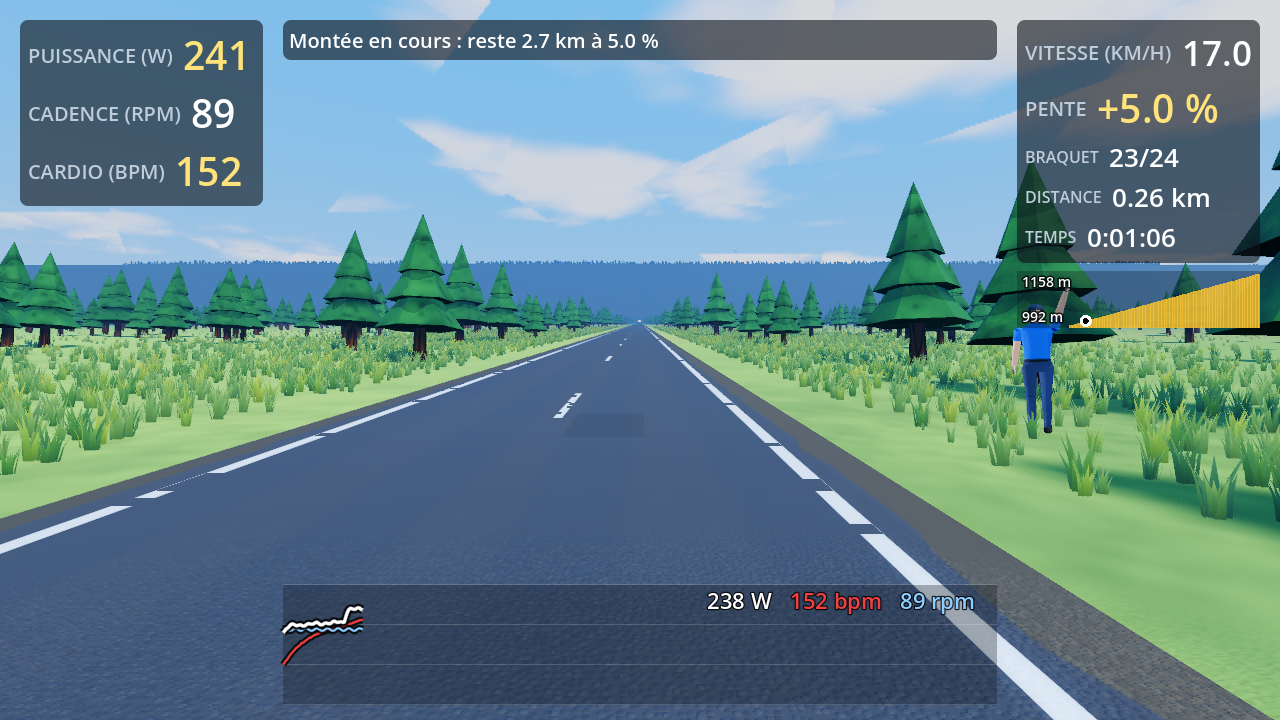 PUISSANCE (W) 241
CADENCE (RPM) 89
CARDIO (BPM) 152
Montée en cours : reste 2.7 km à 5.0 %
VITESSE (KM/H) 17.0
PENTE +5.0 %
BRAQUET 23/24
DISTANCE 0.26 km
TEMPS 0:01:06
1158 m
992 m
238 W 152 bpm 89 rpm